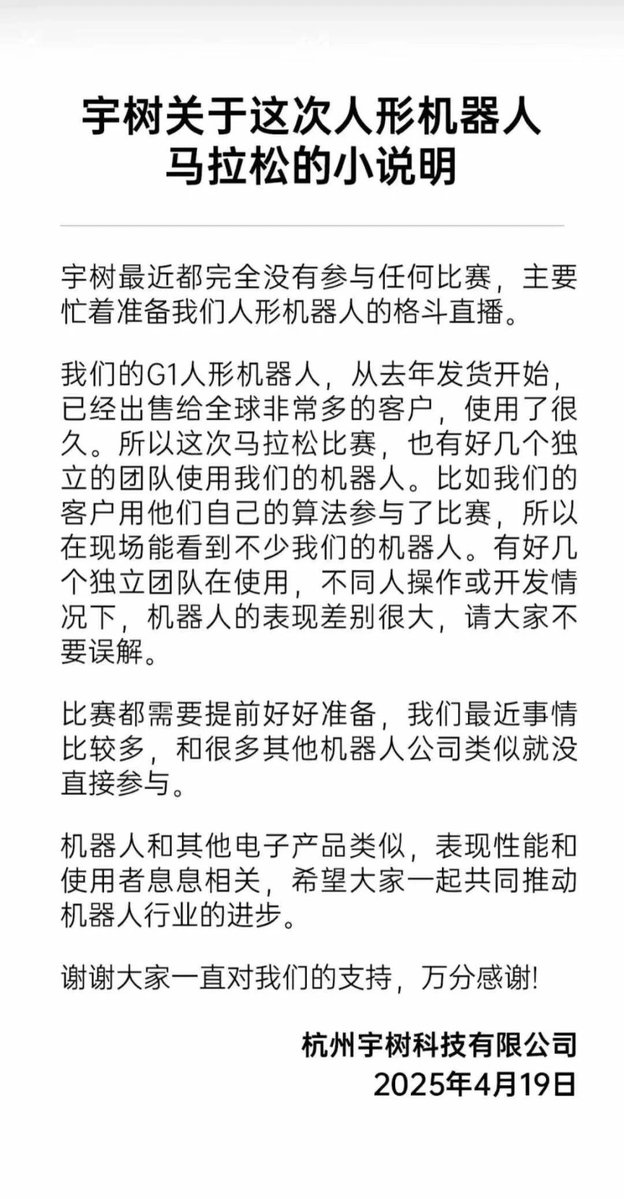 宇树关于这次人形机器人
马拉松的小说明
宇树最近都完全没有参与任何比赛，主要
忙着准备我们人形机器人的格斗直播。
我们的G1人形机器人，从去年发货开始，
已经出售给全球非常多的客户，使用了很
久。所以这次马拉松比赛，也有好几个独
立的团队使用我们的机器人。比如我们的
客户用他们自己的算法参与了比赛，所以
在现场能看到不少我们的机器人。有好几
个独立团队在使用，不同人操作或开发情
况下，机器人的表现差别很大，请大家不
要误解。
比赛都需要提前好好准备，我们最近事情
比较多，和很多其他机器人公司类似就没
直接参与。
机器人和其他电子产品类似，表现性能和
使用者息息相关，希望大家一起共同推动
机器人行业的进步。
谢谢大家一直对我们的支持，万分感谢!
杭州宇树科技有限公司
2025年4月19日